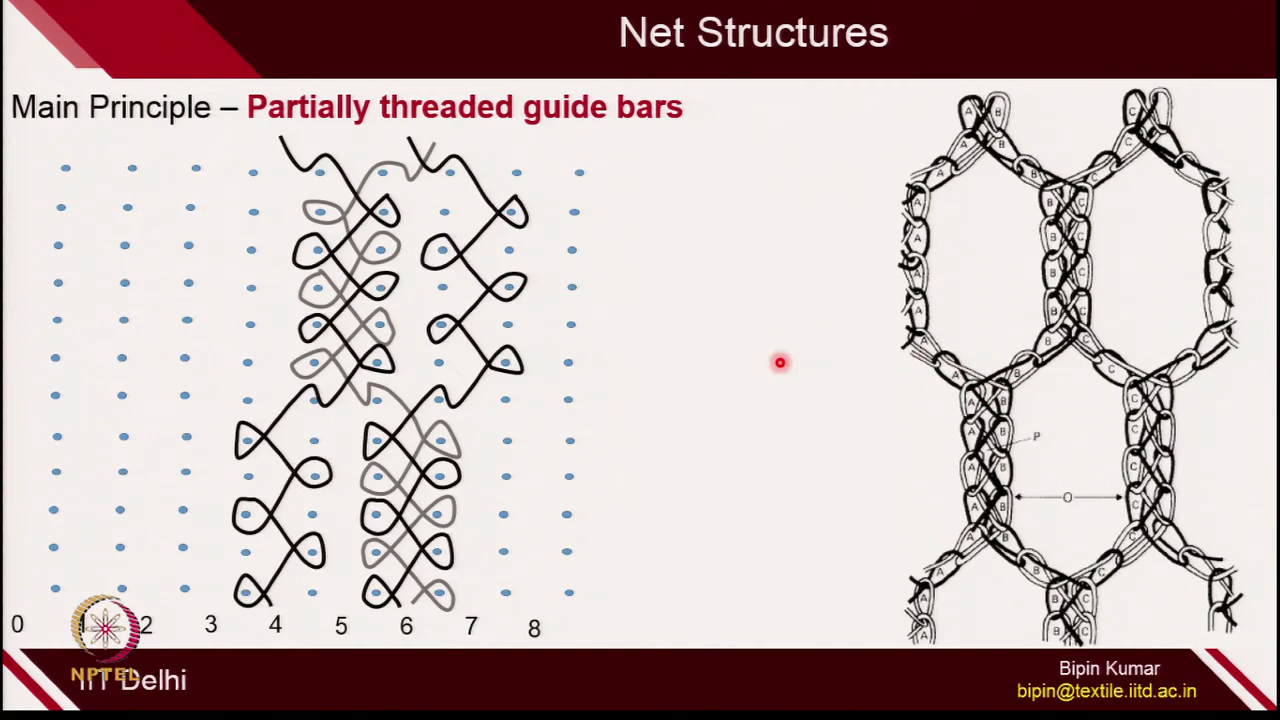 Net Structures
Main Principle – Partially threaded guide bars
A B C
A B C
A B C
A B C
A B C
A B C
A B C
A B C
P
A B C
O
A B C
A B C
A B C
A B C
A B C
0 2 3 4 5 6 7 8
NPTEL
IIT Delhi
Bipin Kumar
bipin@textile.iitd.ac.in